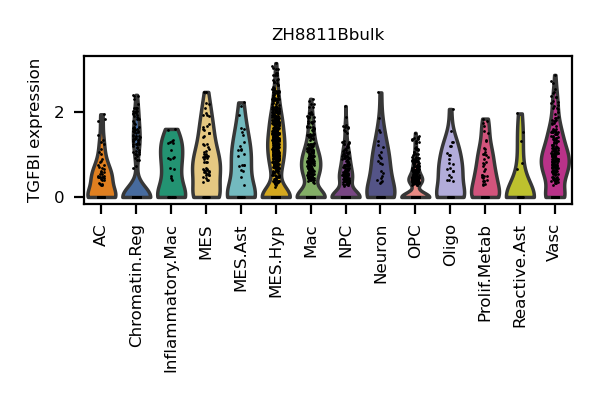 ZH8811Bbulk
TGFBI expression
2
0
AC
Chromatin.Reg
Inflammatory.Mac
MES
MES.Ast
MES.Hyp
Mac
NPC
Neuron
OPC
Oligo
Prolif.Metab
Reactive.Ast
Vasc